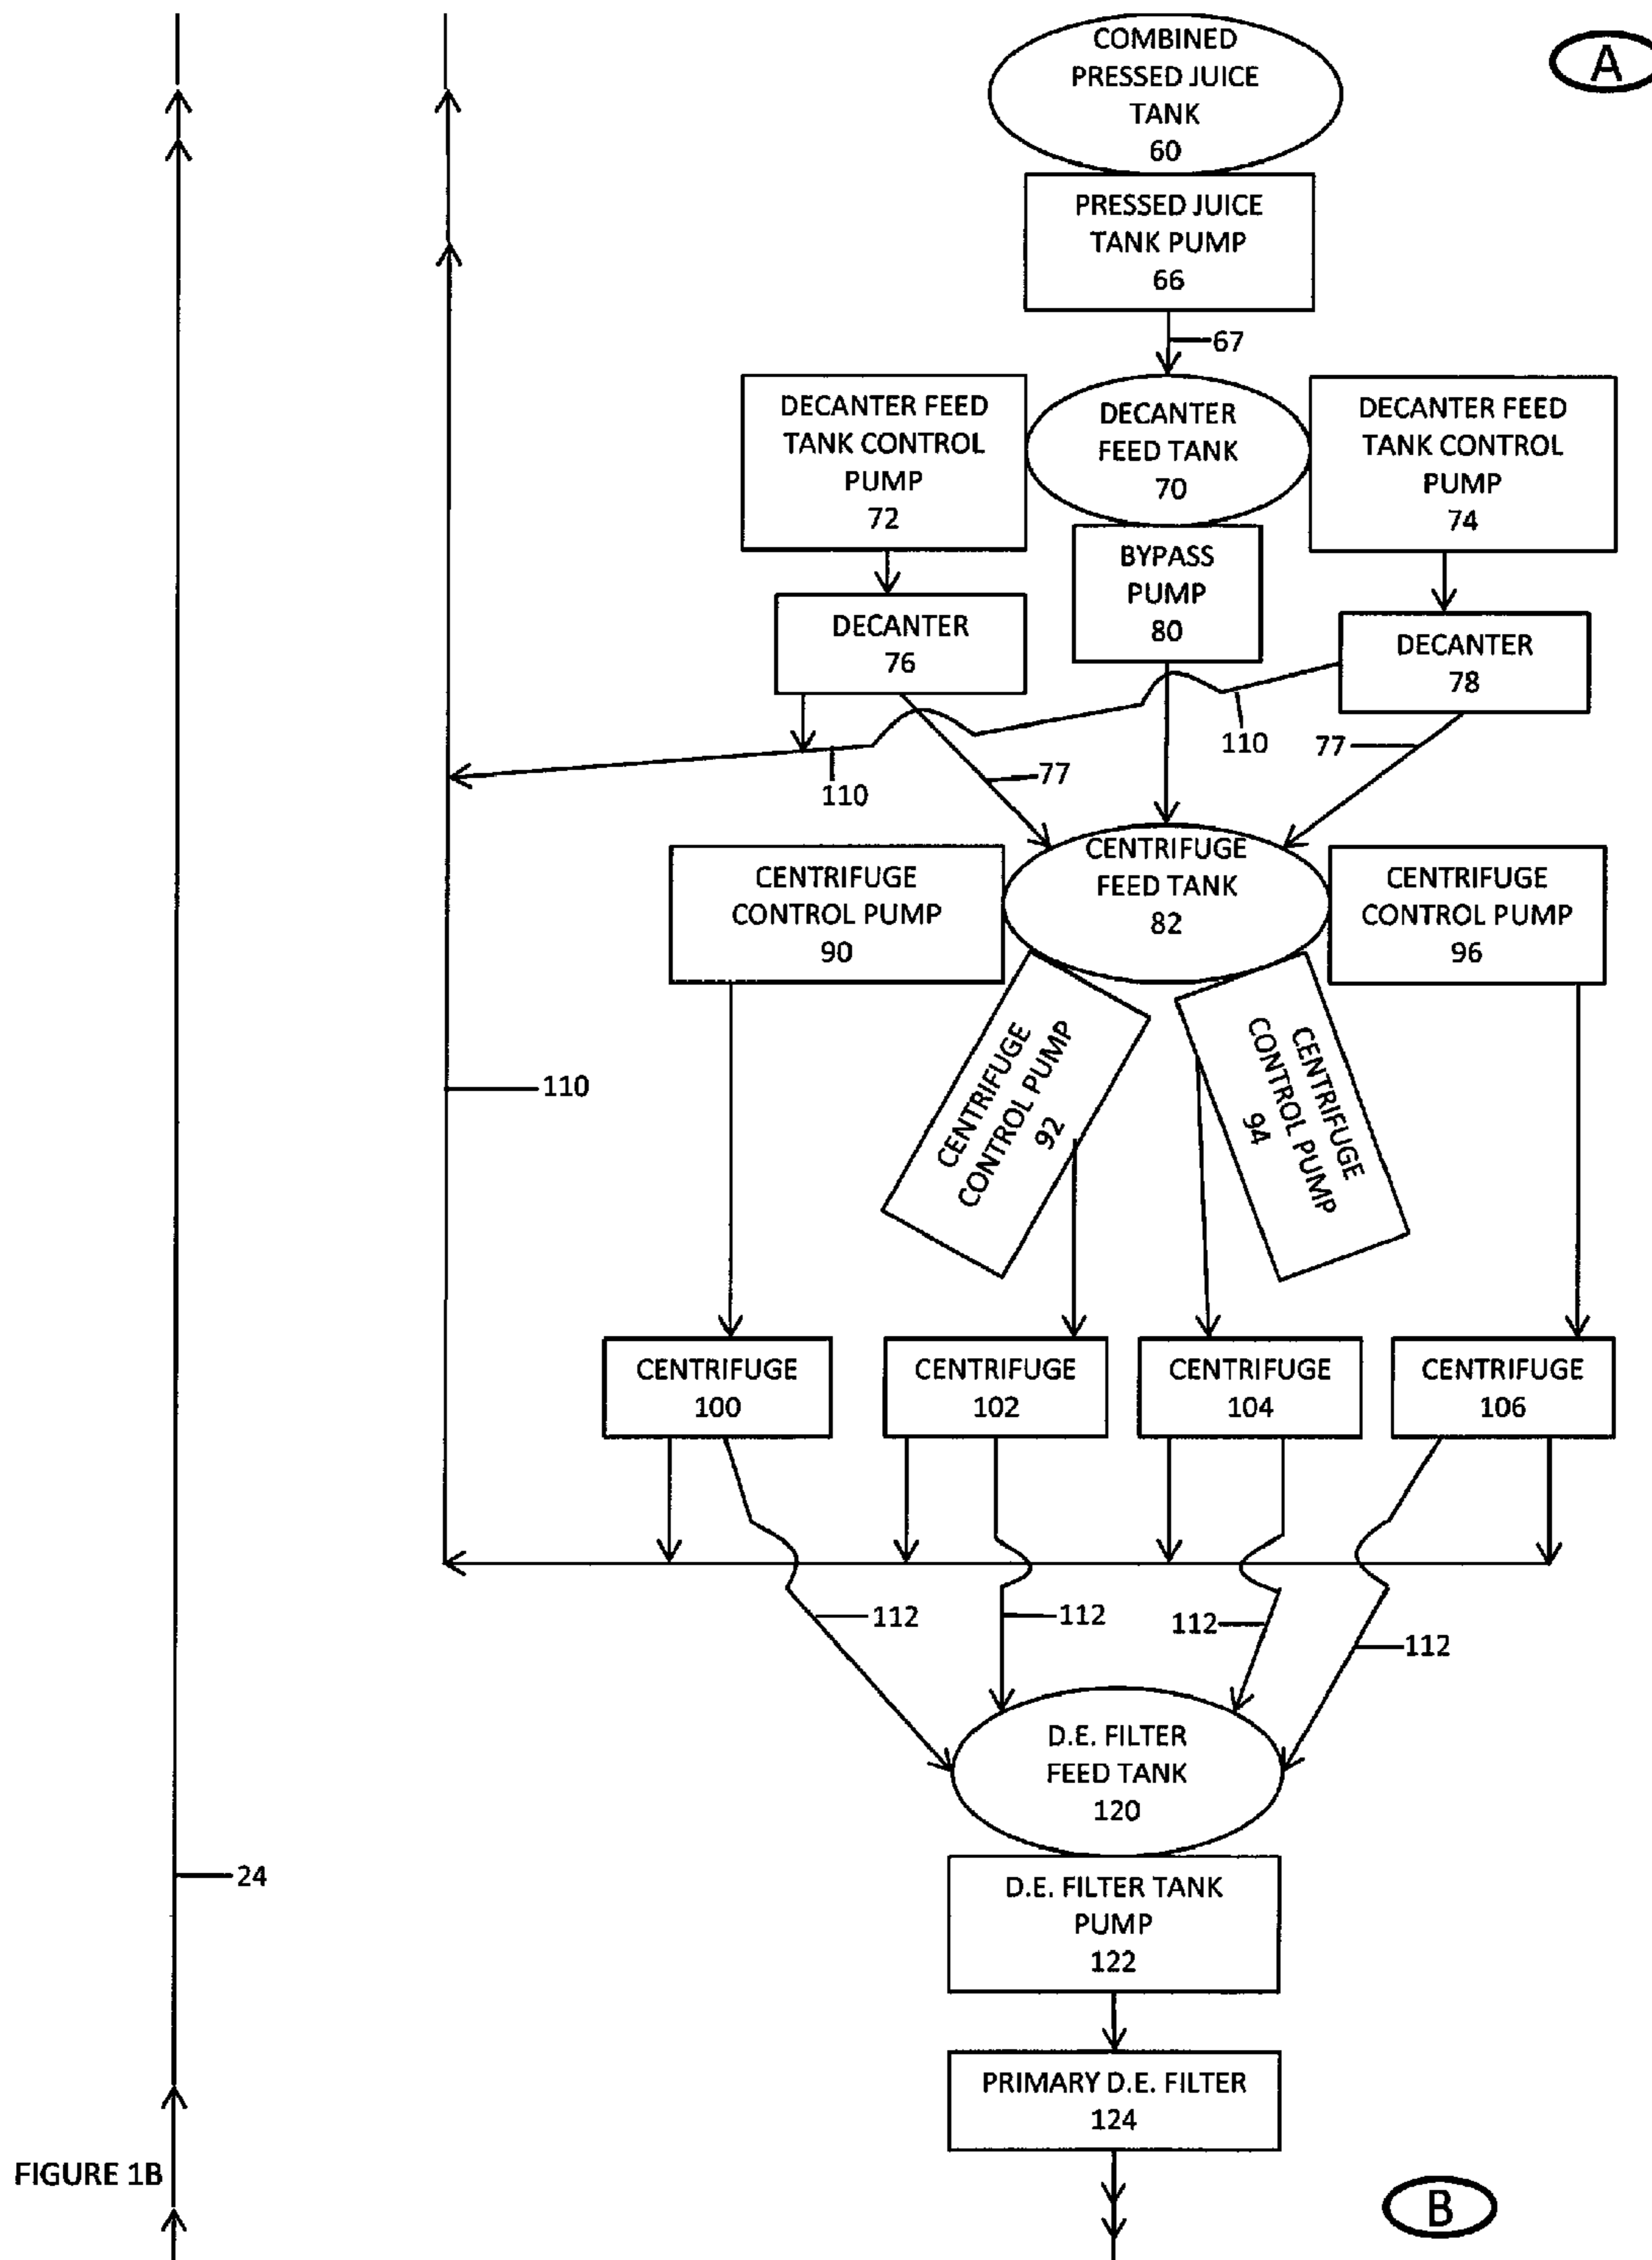 COMBINED
PRESSED JUICE
TANK
60
A
PRESSED JUICE
TANK PUMP
66
67
DECANTER FEED
TANK CONTROL
PUMP
72
DECANTER
FEED TANK
70
DECANTER FEED
TANK CONTROL
PUMP
74
BYPASS
PUMP
80
DECANTER
76
DECANTER
78
110
77
77
110
CENTRIFUGE
CONTROL PUMP
90
CENTRIFUGE
FEED TANK
82
CENTRIFUGE
CONTROL PUMP
96
CENTRIFUGE
CONTROL PUMP
92
CENTRIFUGE
CONTROL PUMP
94
110
CENTRIFUGE
100
CENTRIFUGE
102
CENTRIFUGE
104
CENTRIFUGE
106
112
112
112
112
D.E. FILTER
FEED TANK
120
24
D.E. FILTER TANK
PUMP
122
PRIMARY D.E. FILTER
124
FIGURE 1B
B